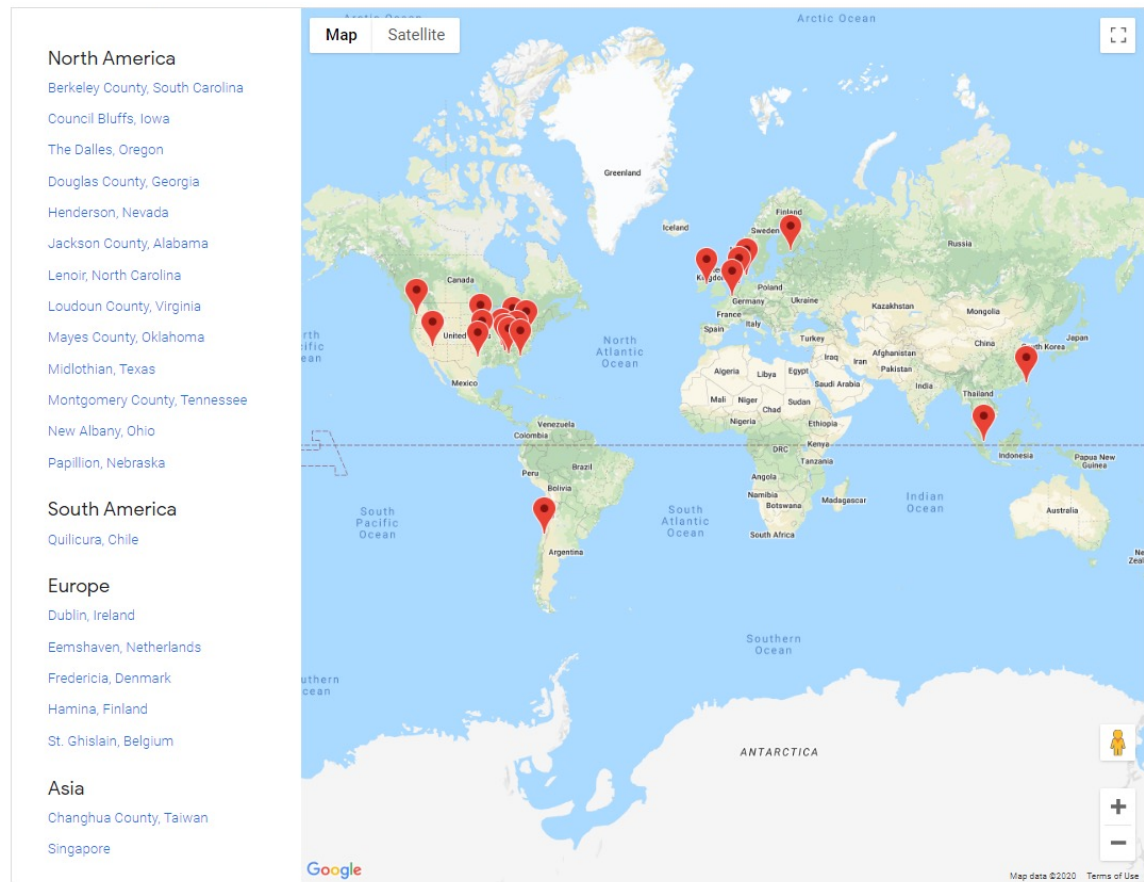 North America
Berkeley County, South Carolina
Council Bluffs, Iowa
The Dalles, Oregon
Douglas County, Georgia
Henderson, Nevada
Jackson County, Alabama
Lenoir, North Carolina
Loudoun County, Virginia
Mayes County, Oklahoma
Midlothian, Texas
Montgomery County, Tennessee
New Albany, Ohio
Papillion, Nebraska
South America
Quilicura, Chile
Europe
Dublin, Ireland
Eemshaven, Netherlands
Fredericia, Denmark
Hamina, Finland
St. Ghislain, Belgium
Asia
Changhua County, Taiwan
Singapore
Map
Satellite
Arctic Ocean
Greenland
Iceland
Finland
Sweden
Russia
Canada
Poland
Germany
Ukraine
Kazakhstan
Mongolia
France
Italy
Spain
Turkey
United
North
Atlantic
Ocean
China
South Korea
Japan
Iraq
Iran
Afghanistan
Pakistan
Algeria
Libya
Egypt
Saudi Arabia
India
Mexico
Mali
Niger
Chad
Sudan
Thailand
Nigeria
Ethiopia
Venezuela
Colombia
DRC
Kenya
Tanzania
Indonesia
Papua New
Guinea
Peru
Brazil
Bolivia
Angola
Namibia
Botswana
Madagascar
Indian
Ocean
Australia
South
Pacific
Ocean
South
Atlantic
Ocean
South Africa
Argentina
Southern
Ocean
ANTARCTICA
Google
Map data ©2020
Terms of Use